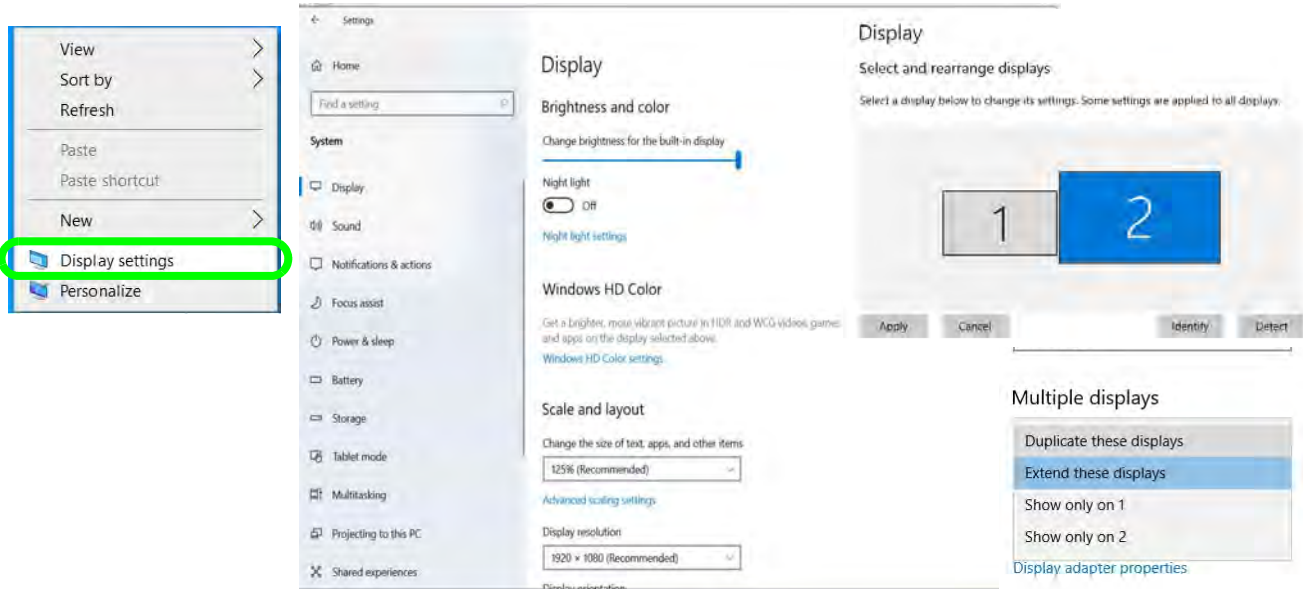 View
Sort by
Refresh
Paste
Paste shortcut
New
Display settings
Personalize
Settings
Home
Find a setting
System
Display
Sound
Notifications & actions
Focus assist
Power & sleep
Battery
Storage
Tablet mode
Multitasking
Projecting to this PC
Shared experiences
Display
Brightness and color
Change brightness for the built-in display
Night light
Off
Night light settings
Windows HD Color
Get a brighter, more vibrant picture in HDR and WCG videos, games
and apps on the display selected above.
Windows HD Color settings
Scale and layout
Change the size of text, apps, and other items
125% (Recommended)
Advanced scaling settings
Display resolution
1920 × 1080 (Recommended)
Display orientation
Display
Select and rearrange displays
Select a display below to change its settings. Some settings are applied to all displays.
1
2
Apply
Cancel
Identify
Detect
Multiple displays
Duplicate these displays
Extend these displays
Show only on 1
Show only on 2
Display adapter properties